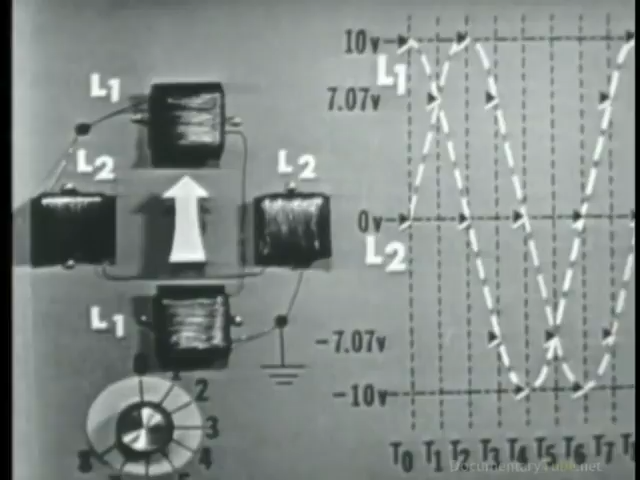 L1
L2
L2
L1
1
2
3
4
8
10v
L1
7.07v
0v
L2
-7.07v
-10v
T0 T1 T2 T3 T4 T5 T6 T7
DocumentaryTube.net